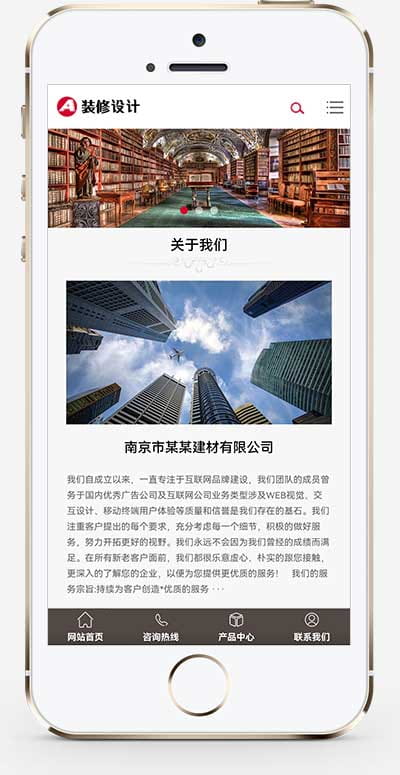 A 装修设计
关于我们
南京市某某建材有限公司
我们自成立以来，一直专注于互联网品牌建设，我们团队的成员曾
务于国内优秀广告公司及互联网公司业务类型涉及WEB视觉、交
互设计、移动终端用户体验等质量和信誉是我们存在的基石。我们
注重客户提出的每个要求，充分考虑每一个细节，积极的做好服
务，努力开拓更好的视野。我们永远不会因为我们曾经的成绩而满
足。在所有新老客户面前，我们都很乐意虚心、朴实的跟您接触，
更深入的了解您的企业，以便为您提供更优质的服务！ 我们的服
务宗旨:持续为客户创造*优质的服务 ···
网站首页 咨询热线 产品中心 联系我们